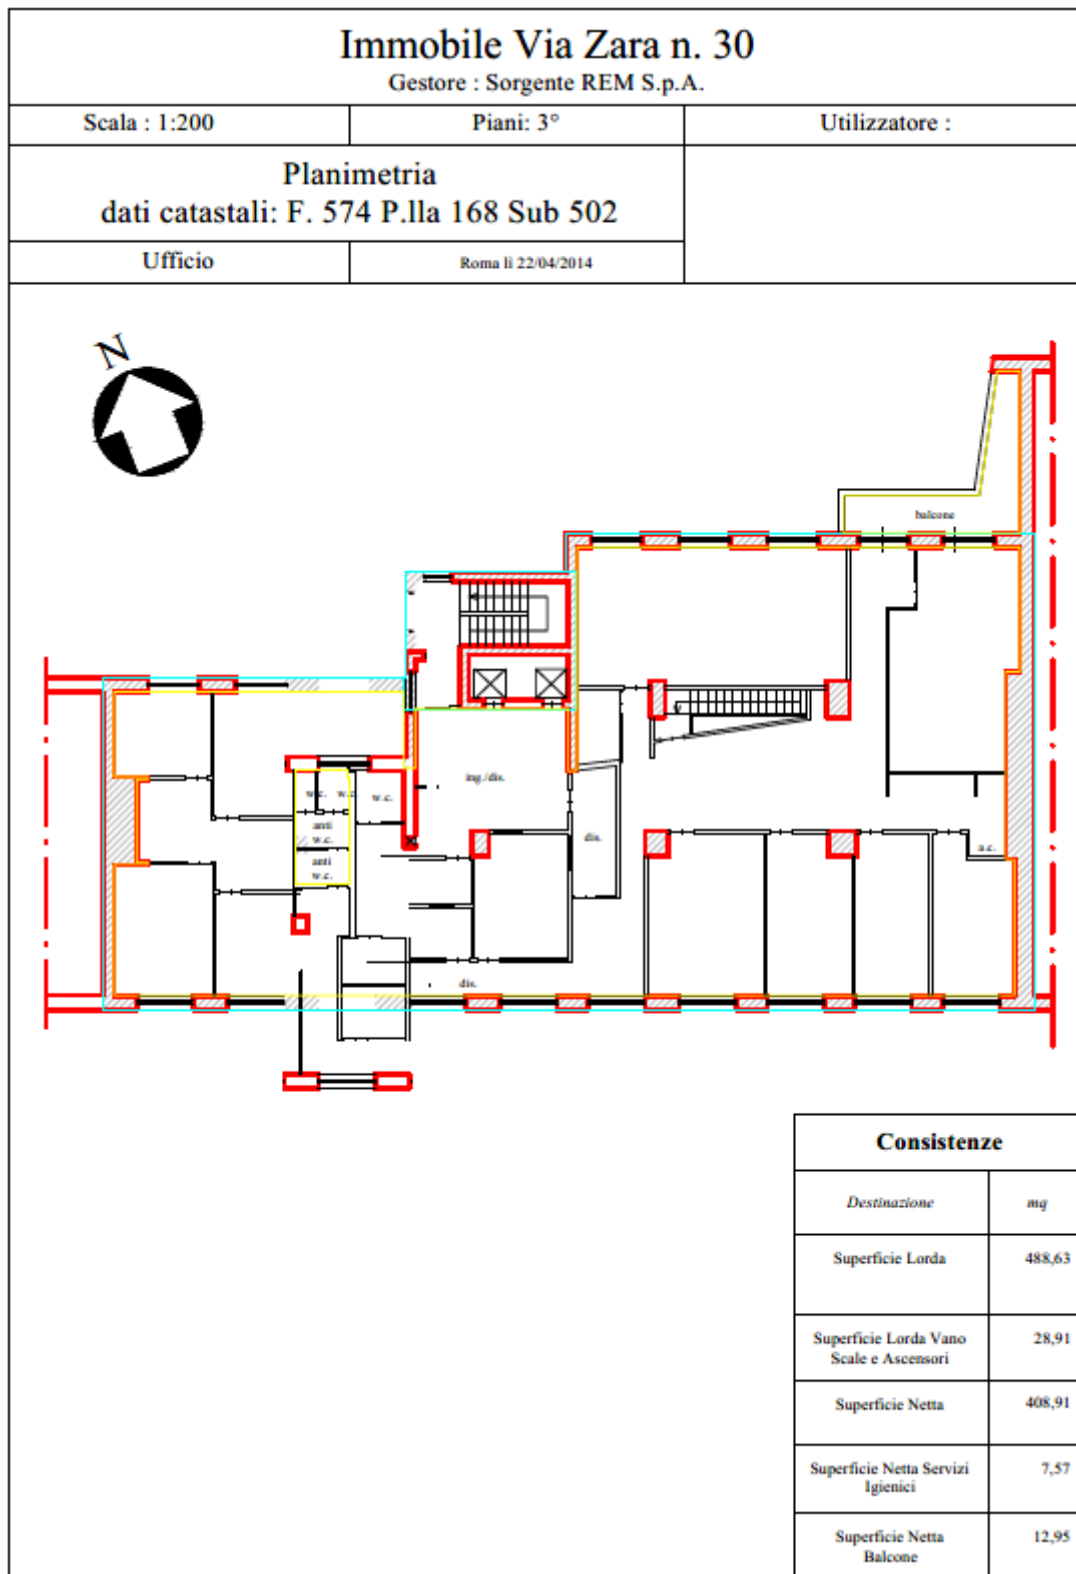 Immobile Via Zara n. 30
Gestore : Sorgente REM S.p.A.
Scala : 1:200
Piani: 3°
Utilizzatore :
Planimetria
dati catastali: F. 574 P.lla 168 Sub 502
Ufficio
Roma li 22/04/2014
N
balcone
ing./dis.
w.c.
w.c.
w.c.
anti
w.c.
anti
w.c.
dis.
a.c.
dis.
Consistenze
Destinazione
mq
Superficie Lorda
488,63
Superficie Lorda Vano
Scale e Ascensori
28,91
Superficie Netta
408,91
Superficie Netta Servizi
Igienici
7,57
Superficie Netta
Balcone
12,95